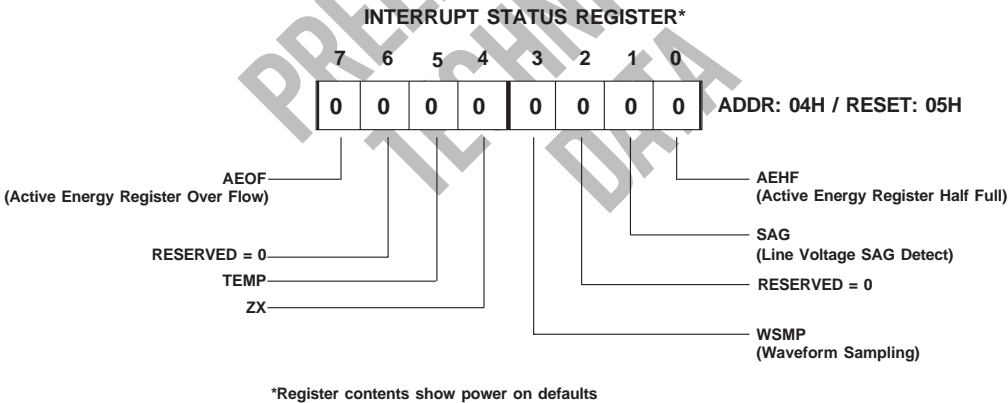 INTERRUPT STATUS REGISTER*
7 6 5 4 3 2 1 0
0 0 0 0 0 0 0 0 ADDR: 04H / RESET: 05H
AEOF
(Active Energy Register Over Flow)
RESERVED = 0
TEMP
ZX
AEHF
(Active Energy Register Half Full)
SAG
(Line Voltage SAG Detect)
RESERVED = 0
WSMP
(Waveform Sampling)
*Register contents show power on defaults
DATA